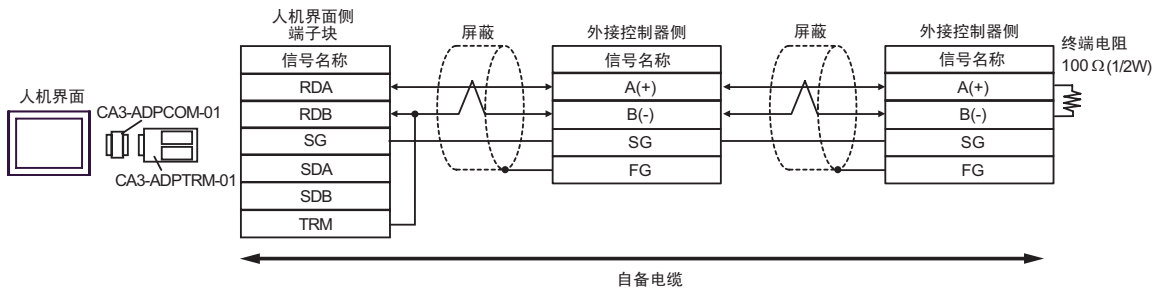 人机界面
CA3-ADPCOM-01
CA3-ADPTRM-01
人机界面侧
端子块
信号名称
RDA
RDB
SG
SDA
SDB
TRM
屏蔽
外接控制器侧
信号名称
A(+)
B(-)
SG
FG
屏蔽
外接控制器侧
信号名称
A(+)
B(-)
SG
FG
终端电阻
100 Ω(1/2W)
自备电缆